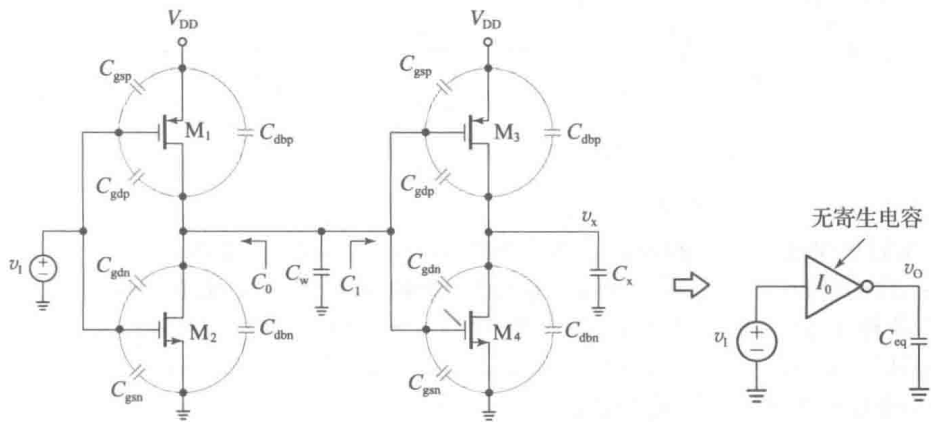 V_DD
C_gsp
M_1
C_dbp
C_gdp
v_I
C_gdn
M_2
C_dbn
C_gsn
C_0
C_w
C_1
V_DD
C_gsp
M_3
C_dbp
C_gdp
v_x
C_gdn
M_4
C_dbn
C_gsn
C_x
无寄生电容
I_0
v_O
v_I
C_eq